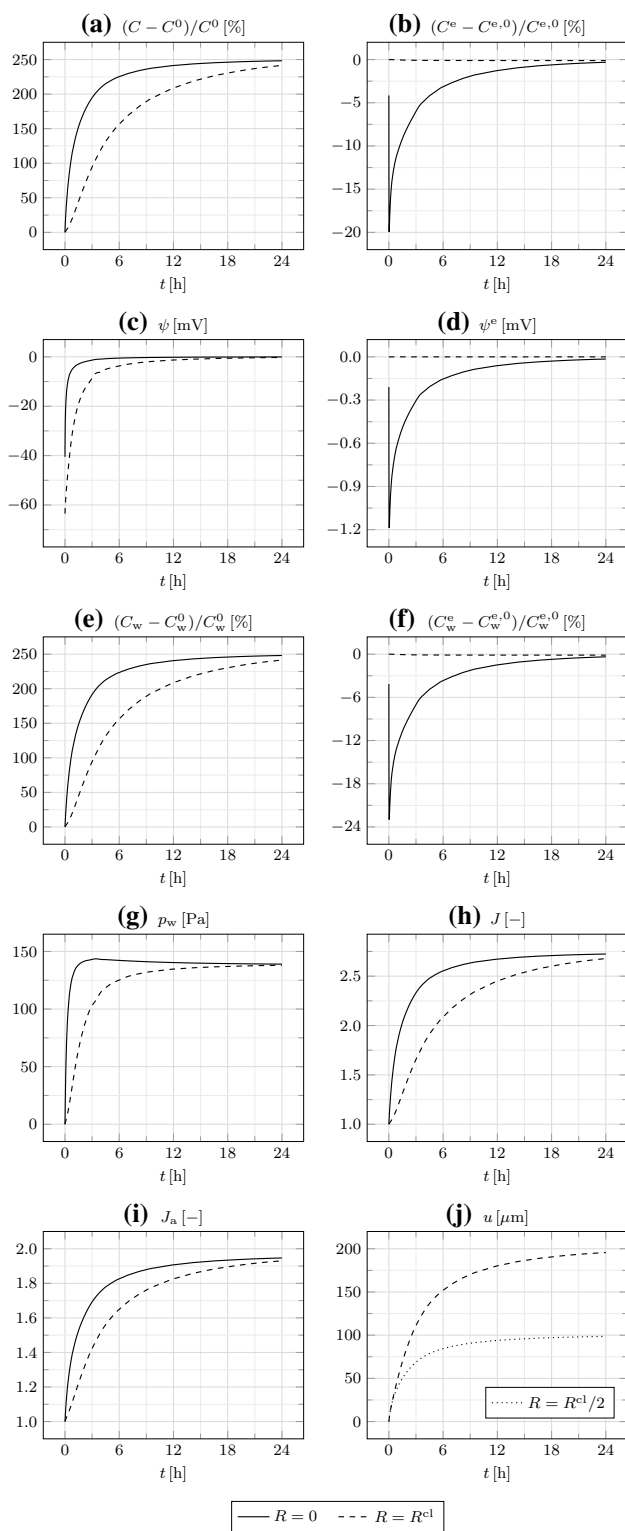 (a) (C − C⁰)/C⁰ [%]
250
200
150
100
50
0
0 6 12 18 24
t [h]
(b) (Cᵉ − Cᵉ,⁰)/Cᵉ,⁰ [%]
0
−5
−10
−15
−20
0 6 12 18 24
t [h]
(c) ψ [mV]
0
−20
−40
−60
0 6 12 18 24
t [h]
(d) ψᵉ [mV]
0.0
−0.3
−0.6
−0.9
−1.2
0 6 12 18 24
t [h]
(e) (C_w − C_w⁰)/C_w⁰ [%]
250
200
150
100
50
0
0 6 12 18 24
t [h]
(f) (C_wᵉ − C_wᵉ,⁰)/C_wᵉ,⁰ [%]
0
−6
−12
−18
−24
0 6 12 18 24
t [h]
(g) p_w [Pa]
150
100
50
0
0 6 12 18 24
t [h]
(h) J [−]
2.5
2.0
1.5
1.0
0 6 12 18 24
t [h]
(i) J_a [−]
2.0
1.8
1.6
1.4
1.2
1.0
0 6 12 18 24
t [h]
(j) u [μm]
200
150
100
50
0
R = R^cl/2
0 6 12 18 24
t [h]
R = 0 R = R^cl